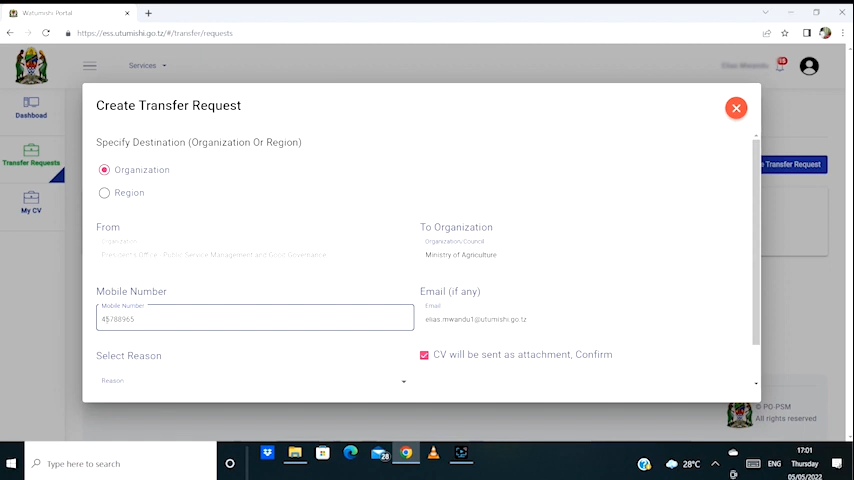 Watumishi Portal
https://ess.utumishi.go.tz/#/transfer/requests
Services
18
Dashboad
Transfer Requests
My CV
Create Transfer Request
Specify Destination (Organization Or Region)
Organization
Region
Transfer Request
From
Organization
President's Office - Public Service Management and Good Governance
To Organization
Organization/Council
Ministry of Agriculture
Mobile Number
Mobile Number
45788965
Email (if any)
Email
elias.mwandu1@utumishi.go.tz
Select Reason
Reason
CV will be sent as attachment, Confirm
© PO-PSM
All rights reserved
Type here to search
28
28°C
ENG
17:01
Thursday
05/05/2022